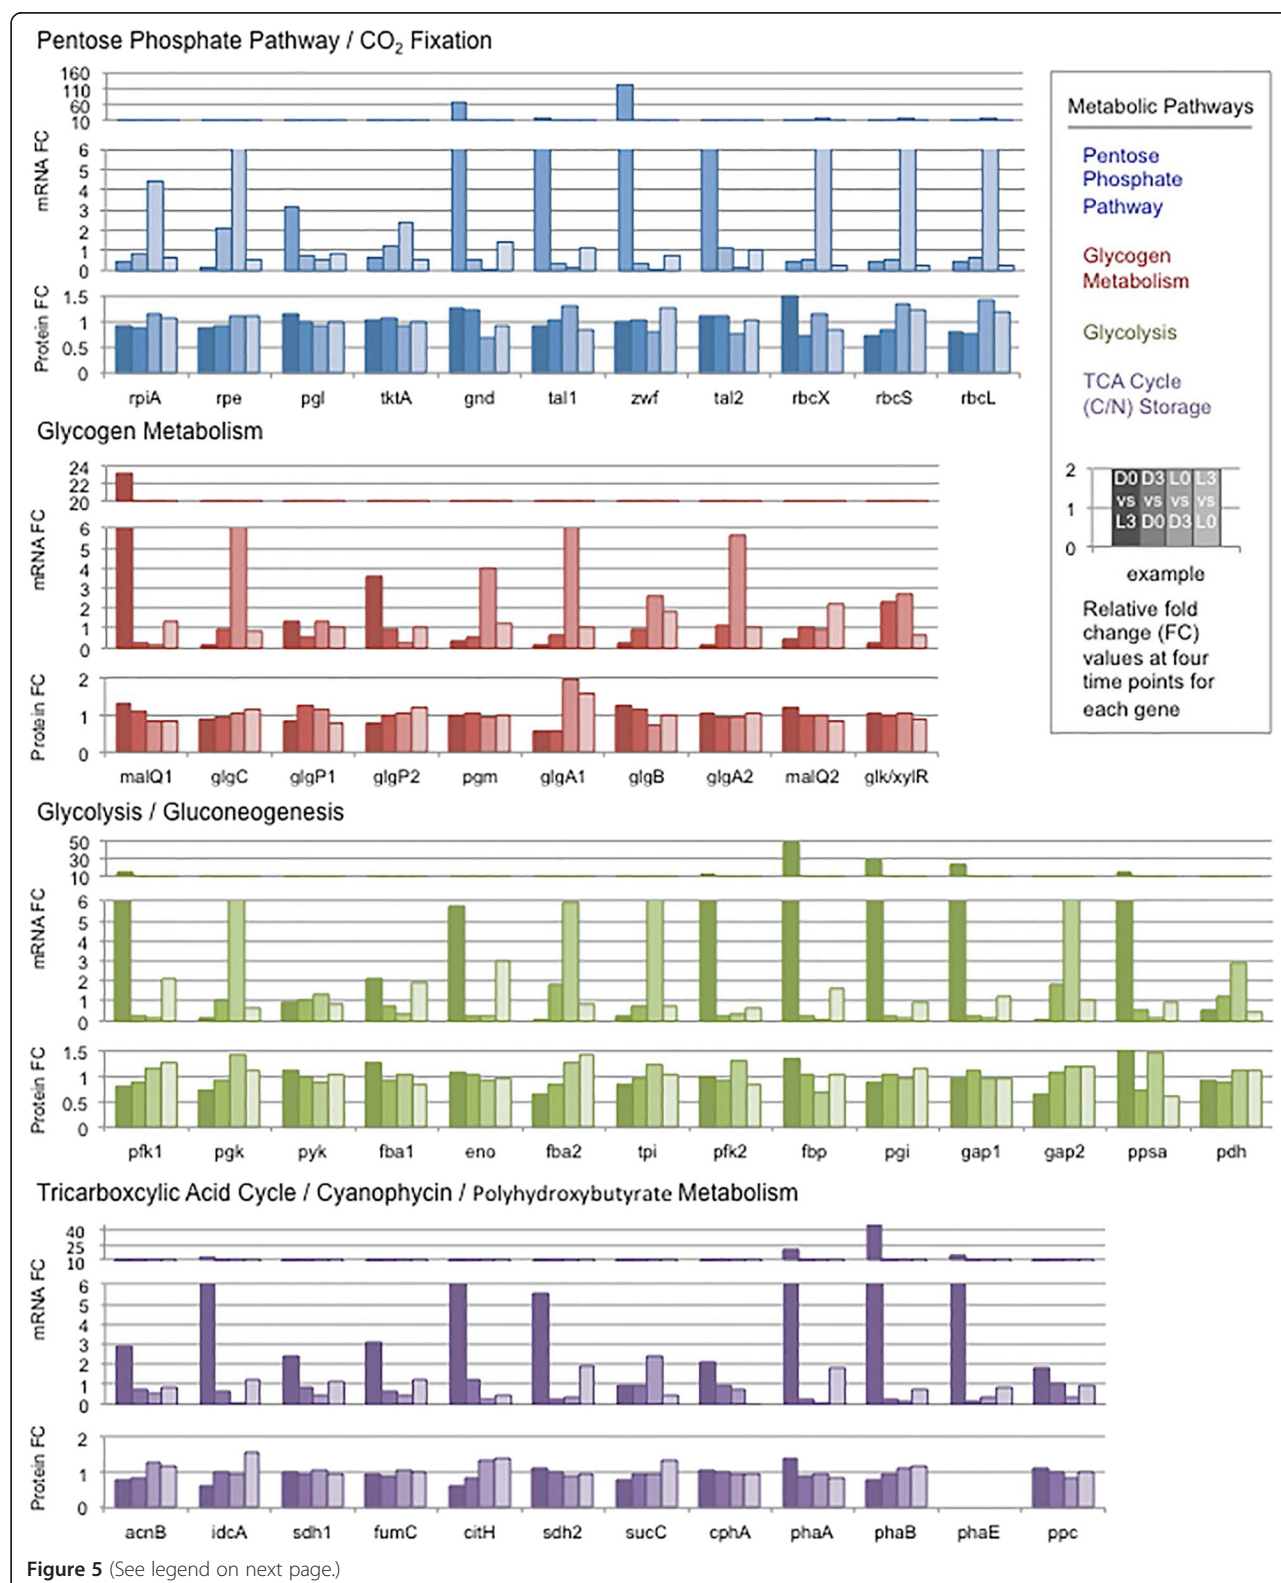 Pentose Phosphate Pathway / CO2 Fixation
160
110
60
10
mRNA FC
6
5
4
3
2
1
0
Protein FC
1.5
1
0.5
0
rpiA rpe pgl tktA gnd tal1 zwf tal2 rbcX rbcS rbcL
Glycogen Metabolism
24
22
20
mRNA FC
6
5
4
3
2
1
0
Protein FC
2
1
0
malQ1 glgC glgP1 glgP2 pgm glgA1 glgB glgA2 malQ2 glk/xylR
Glycolysis / Gluconeogenesis
50
30
10
mRNA FC
6
5
4
3
2
1
0
Protein FC
1.5
1
0.5
0
pfk1 pgk pyk fba1 eno fba2 tpi pfk2 fbp pgi gap1 gap2 ppsa pdh
Tricarboxcylic Acid Cycle / Cyanophycin / Polyhydroxybutyrate Metabolism
40
25
10
mRNA FC
6
5
4
3
2
1
0
Protein FC
2
1
0
acnB idcA sdh1 fumC citH sdh2 sucC cphA phaA phaB phaE ppc
Metabolic Pathways
Pentose
Phosphate
Pathway
Glycogen
Metabolism
Glycolysis
TCA Cycle
(C/N) Storage
2
1
0
D0 D3 L0 L3
vs vs vs vs
L3 D0 D3 L0
example
Relative fold
change (FC)
values at four
time points for
each gene
Figure 5 (See legend on next page.)